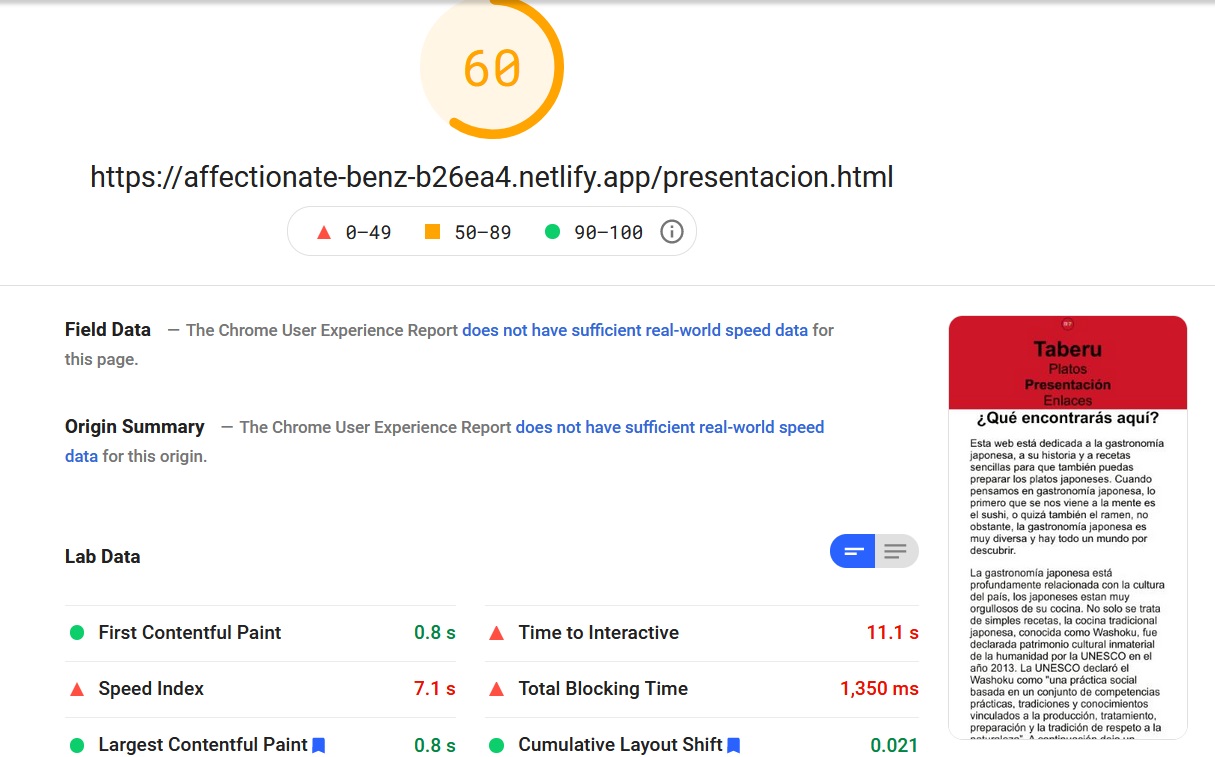 60
https://affectionate-benz-b26ea4.netlify.app/presentacion.html
0–49 50–89 90–100
Field Data — The Chrome User Experience Report does not have sufficient real-world speed data for
this page.
Origin Summary — The Chrome User Experience Report does not have sufficient real-world speed
data for this origin.
Lab Data
First Contentful Paint 0.8 s
Time to Interactive 11.1 s
Speed Index 7.1 s
Total Blocking Time 1,350 ms
Largest Contentful Paint 0.8 s
Cumulative Layout Shift 0.021
Taberu
Platos
Presentación
Enlaces
¿Qué encontrarás aquí?
Esta web está dedicada a la gastronomía
japonesa, a su historia y a recetas
sencillas para que también puedas
preparar los platos japoneses. Cuando
pensamos en gastronomía japonesa, lo
primero que se nos viene a la mente es
el sushi, o quizá también el ramen, no
obstante, la gastronomía japonesa es
muy diversa y hay todo un mundo por
descubrir.
La gastronomía japonesa está
profundamente relacionada con la cultura
del país, los japoneses estan muy
orgullosos de su cocina. No solo se trata
de simples recetas, la cocina tradicional
japonesa, conocida como Washoku, fue
declarada patrimonio cultural inmaterial
de la humanidad por la UNESCO en el
año 2013. La UNESCO declaró el
Washoku como "una práctica social
basada en un conjunto de competencias
prácticas, tradiciones y conocimientos
vinculados a la producción, tratamiento,
preparación y la tradición de respeto a la